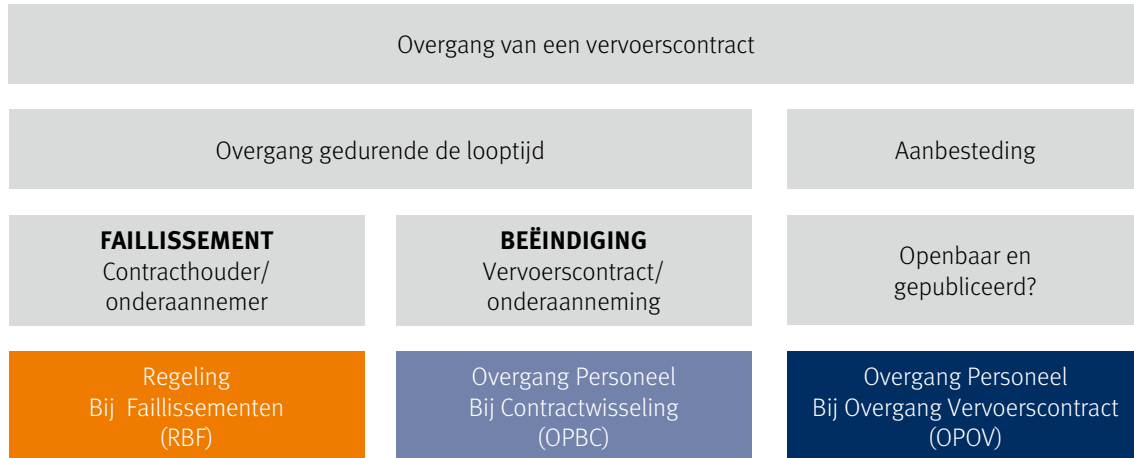 Overgang van een vervoerscontract
Overgang gedurende de looptijd
Aanbesteding
FAILLISSEMENT
Contracthouder/
onderaannemer
BEËINDIGING
Vervoerscontract/
onderaanneming
Openbaar en
gepubliceerd?
Regeling
Bij Faillissementen
(RBF)
Overgang Personeel
Bij Contractwisseling
(OPBC)
Overgang Personeel
Bij Overgang Vervoerscontract
(OPOV)